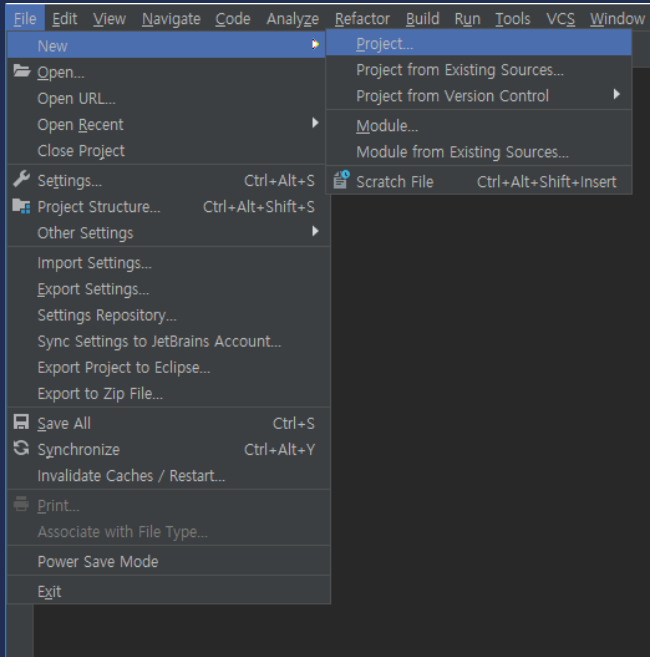 File Edit View Navigate Code Analyze Refactor Build Run Tools VCS Window
New
Open...
Open URL...
Open Recent
Close Project
Settings... Ctrl+Alt+S
Project Structure... Ctrl+Alt+Shift+S
Other Settings
Import Settings...
Export Settings...
Settings Repository...
Sync Settings to JetBrains Account...
Export Project to Eclipse...
Export to Zip File...
Save All Ctrl+S
Synchronize Ctrl+Alt+Y
Invalidate Caches / Restart...
Print...
Associate with File Type...
Power Save Mode
Exit
Project...
Project from Existing Sources...
Project from Version Control
Module...
Module from Existing Sources...
Scratch File Ctrl+Alt+Shift+Insert